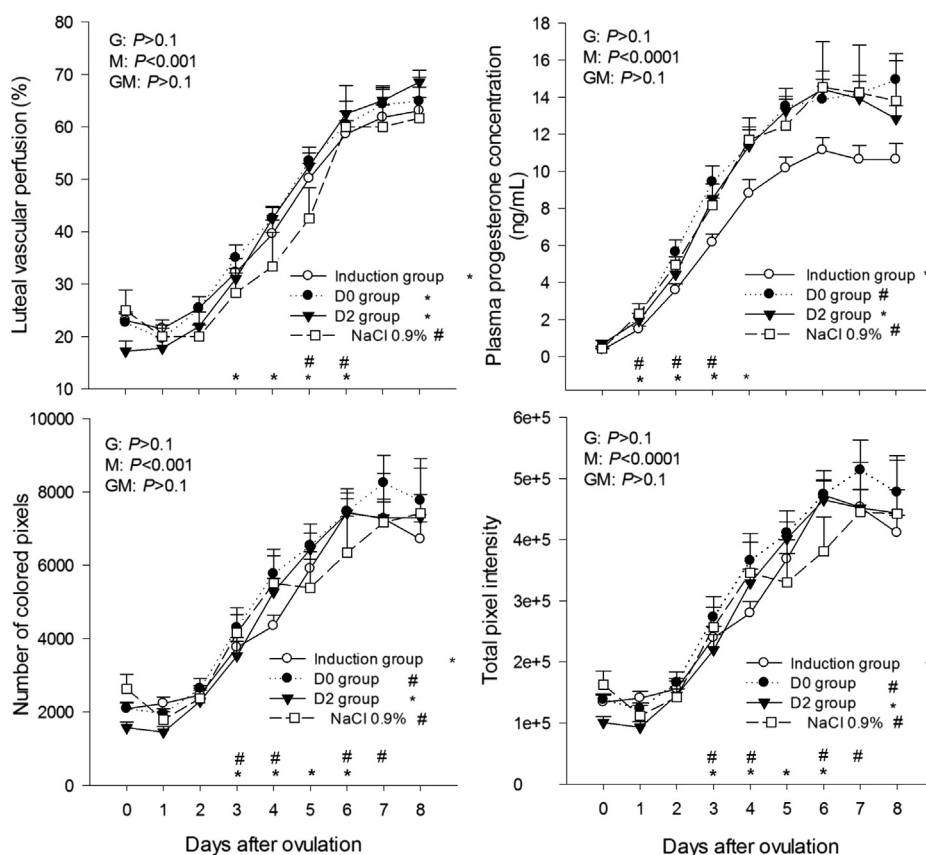 80
70
60
50
40
30
20
10
Luteal vascular perfusion (%)
G: P>0.1
M: P<0.001
GM: P>0.1
Induction group *
D0 group *
D2 group *
NaCl 0.9% #
# #
* * * *
18
16
14
12
10
8
6
4
2
0
Plasma progesterone concentration
(ng/mL)
G: P>0.1
M: P<0.0001
GM: P>0.1
Induction group *
D0 group #
D2 group *
NaCl 0.9% #
# # #
* * * *
10000
8000
6000
4000
2000
0
Number of colored pixels
G: P>0.1
M: P<0.001
GM: P>0.1
Induction group *
D0 group #
D2 group *
NaCl 0.9% #
# # # #
* * * *
0 1 2 3 4 5 6 7 8
Days after ovulation
6e+5
5e+5
4e+5
3e+5
2e+5
1e+5
0
Total pixel intensity
G: P>0.1
M: P<0.0001
GM: P>0.1
Induction group
D0 group #
D2 group *
NaCl 0.9% #
# # # #
* * * *
0 1 2 3 4 5 6 7 8
Days after ovulation